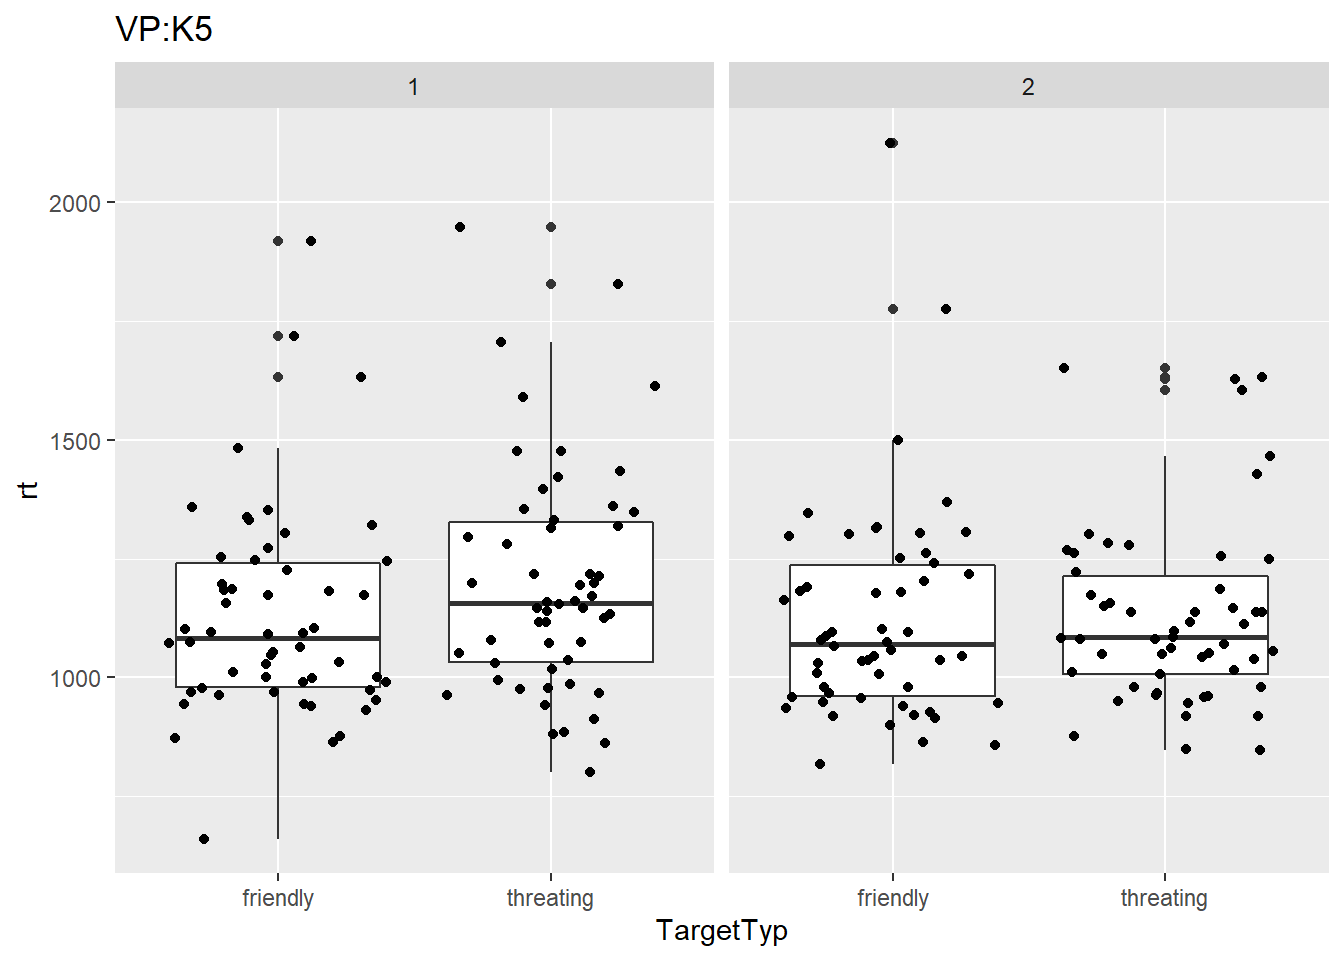 VP:K5
1
2
2000
1500
1000
rt
friendly
threating
friendly
threating
TargetTyp